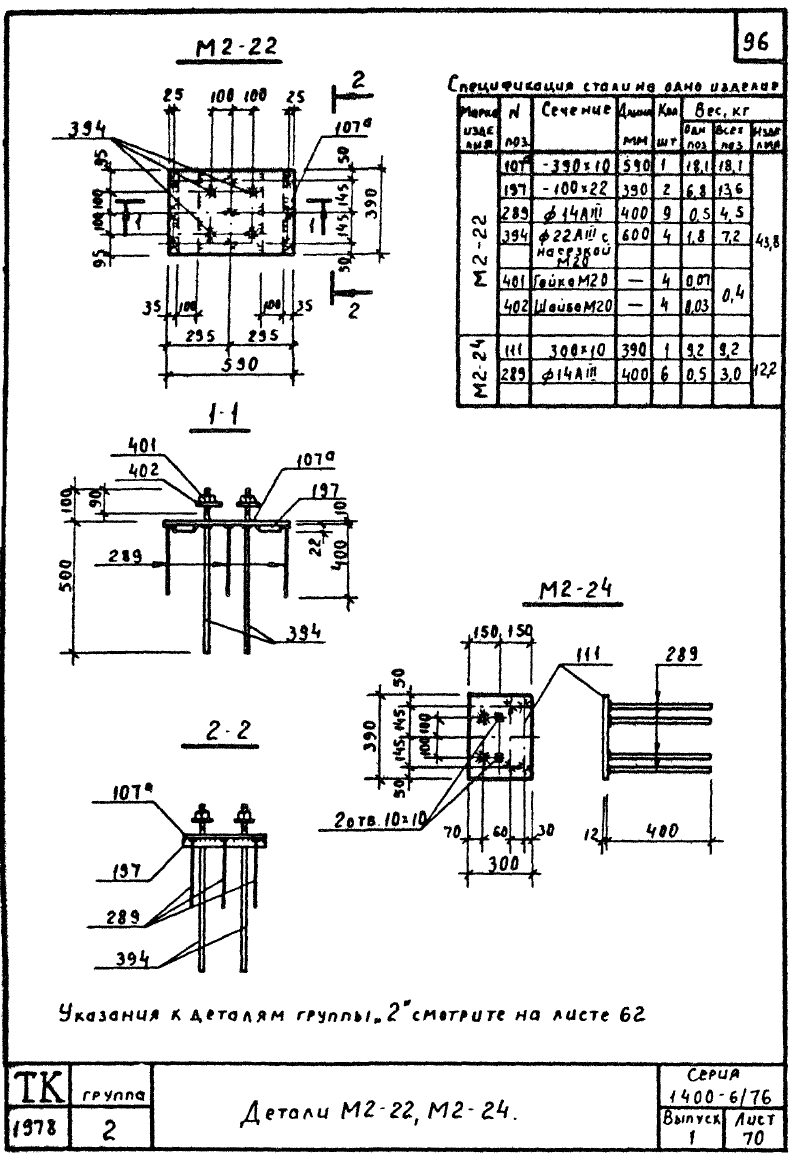 96
М2-22
25 100 100 25
2
394
107а
95 100 100 95
1 1
50 145 145 50
390
35 100 100 35
2
295 295
590
Спецификация стали на одно изделие
Марка изделия N поз. Сечение Длина мм Кол шт Вес, кг
Одн поз Всех поз Изделия
М2-22
107а -390×10 590 1 18,1 18,1
197 -100×22 390 2 6,8 13,6
289 ф14АIII 400 9 0,5 4,5
394 ф22АIII с нарезкой М20 600 4 1,8 7,2
401 Гайка М20 — 4 0,07
402 Шайба М20 — 4 0,03
0,4
43,8
М2-24
111 300×10 390 1 9,2 9,2
289 ф14АIII 400 6 0,5 3,0
12,2
1-1
401
402
107а
197
100 90
10
500
289
22
400
394
М2-24
150 150
111
289
50 145 145 50
390
100 100
2отв.10×10
70 60 30
300
12 400
2-2
107а
197
289
394
Указания к деталям группы „2" смотрите на листе 62
ТК
1978
группа
2
Детали М2-22, М2-24.
Серия
1400-6/76
Выпуск
1
Лист
70